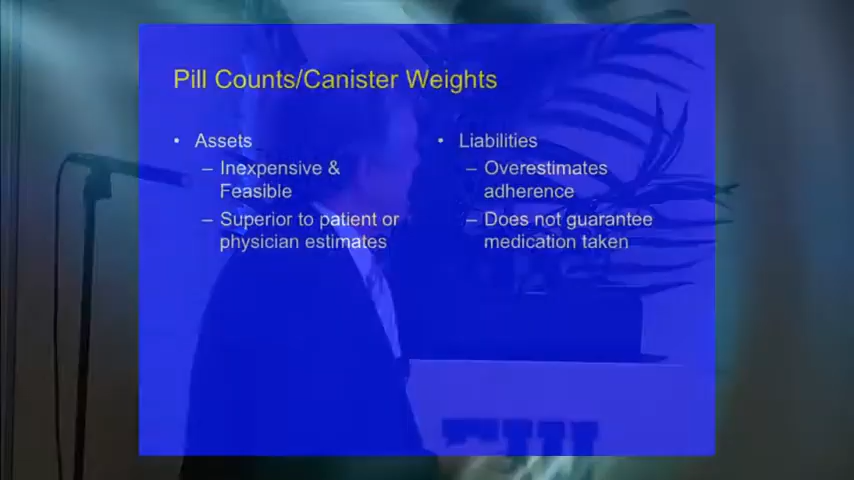 Pill Counts/Canister Weights
• Assets
– Inexpensive &
Feasible
– Superior to patient or
physician estimates
• Liabilities
– Overestimates
adherence
– Does not guarantee
medication taken